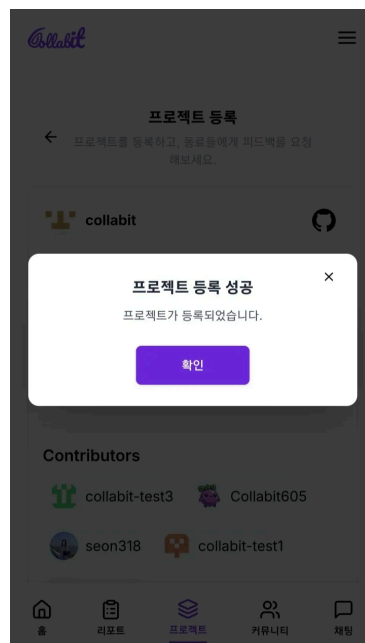 Collabit
프로젝트 등록
프로젝트를 등록하고, 동료들에게 피드백을 요청
해보세요.
collabit
프로젝트 등록 성공
프로젝트가 등록되었습니다.
확인
Contributors
collabit-test3
Collabit605
seon318
collabit-test1
홈
리포트
프로젝트
커뮤니티
채팅